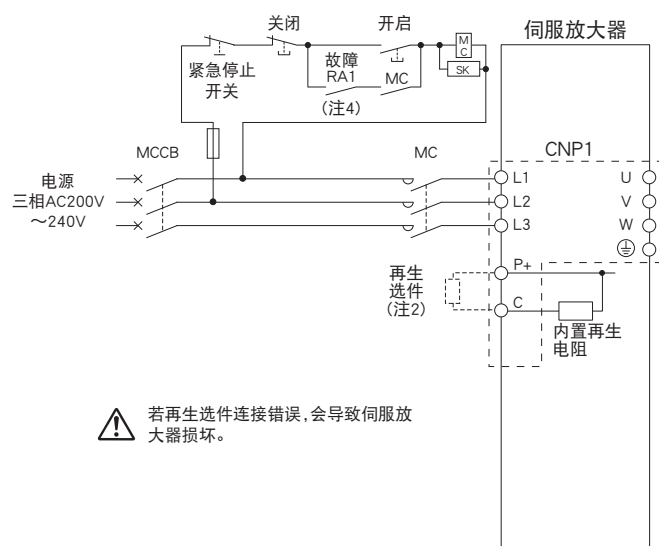 关闭
开启
伺服放大器
M
C
SK
紧急停止
开关
故障
RA1
MC
(注4)
MCCB
MC
CNP1
电源
三相AC200V
～240V
L1
L2
L3
U
V
W
再生
选件
(注2)
P+
C
内置再生
电阻
若再生选件连接错误,会导致伺服放
大器损坏。